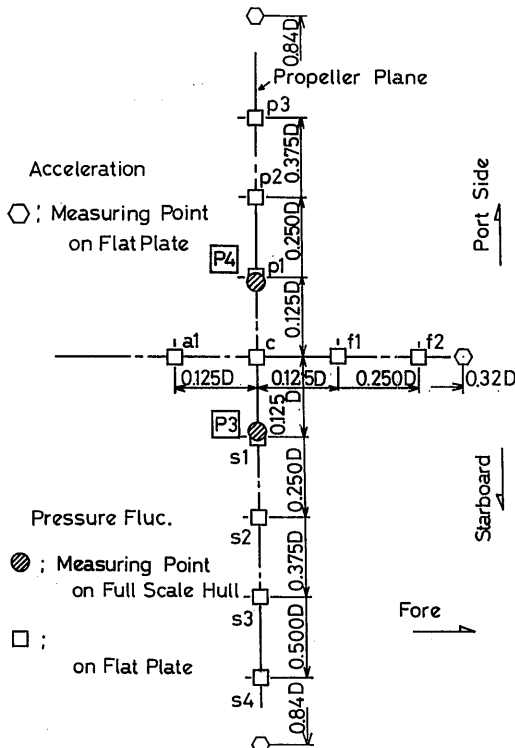 0.84D
Propeller Plane
p3
0.375D
Acceleration
p2
; Measuring Point
on Flat Plate
0.250D
Port Side
P4
p1
0.125D
a1
c
f1
f2
0.125D
0.125D
0.250D
0.32D
0.125
D
P3
s1
0.250D
Starboard
Pressure Fluc.
s2
; Measuring Point
on Full Scale Hull
0.375D
s3
Fore
;
on Flat Plate
0.500D
s4
0.84D